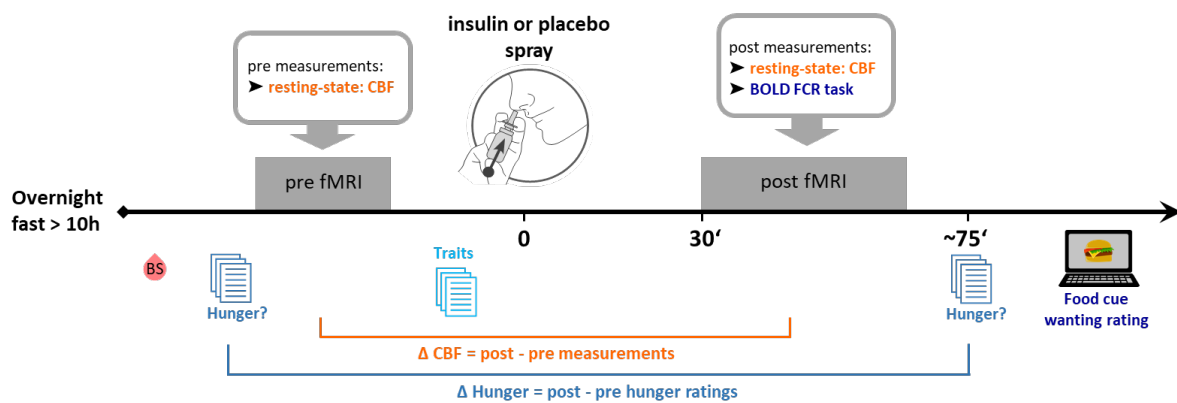 pre measurements:
➤ resting-state: CBF
insulin or placebo
spray
post measurements:
➤ resting-state: CBF
➤ BOLD FCR task
pre fMRI
post fMRI
Overnight
fast > 10h
0
30‘
~75‘
BS
Hunger?
Traits
Hunger?
Food cue
wanting rating
Δ CBF = post - pre measurements
Δ Hunger = post - pre hunger ratings